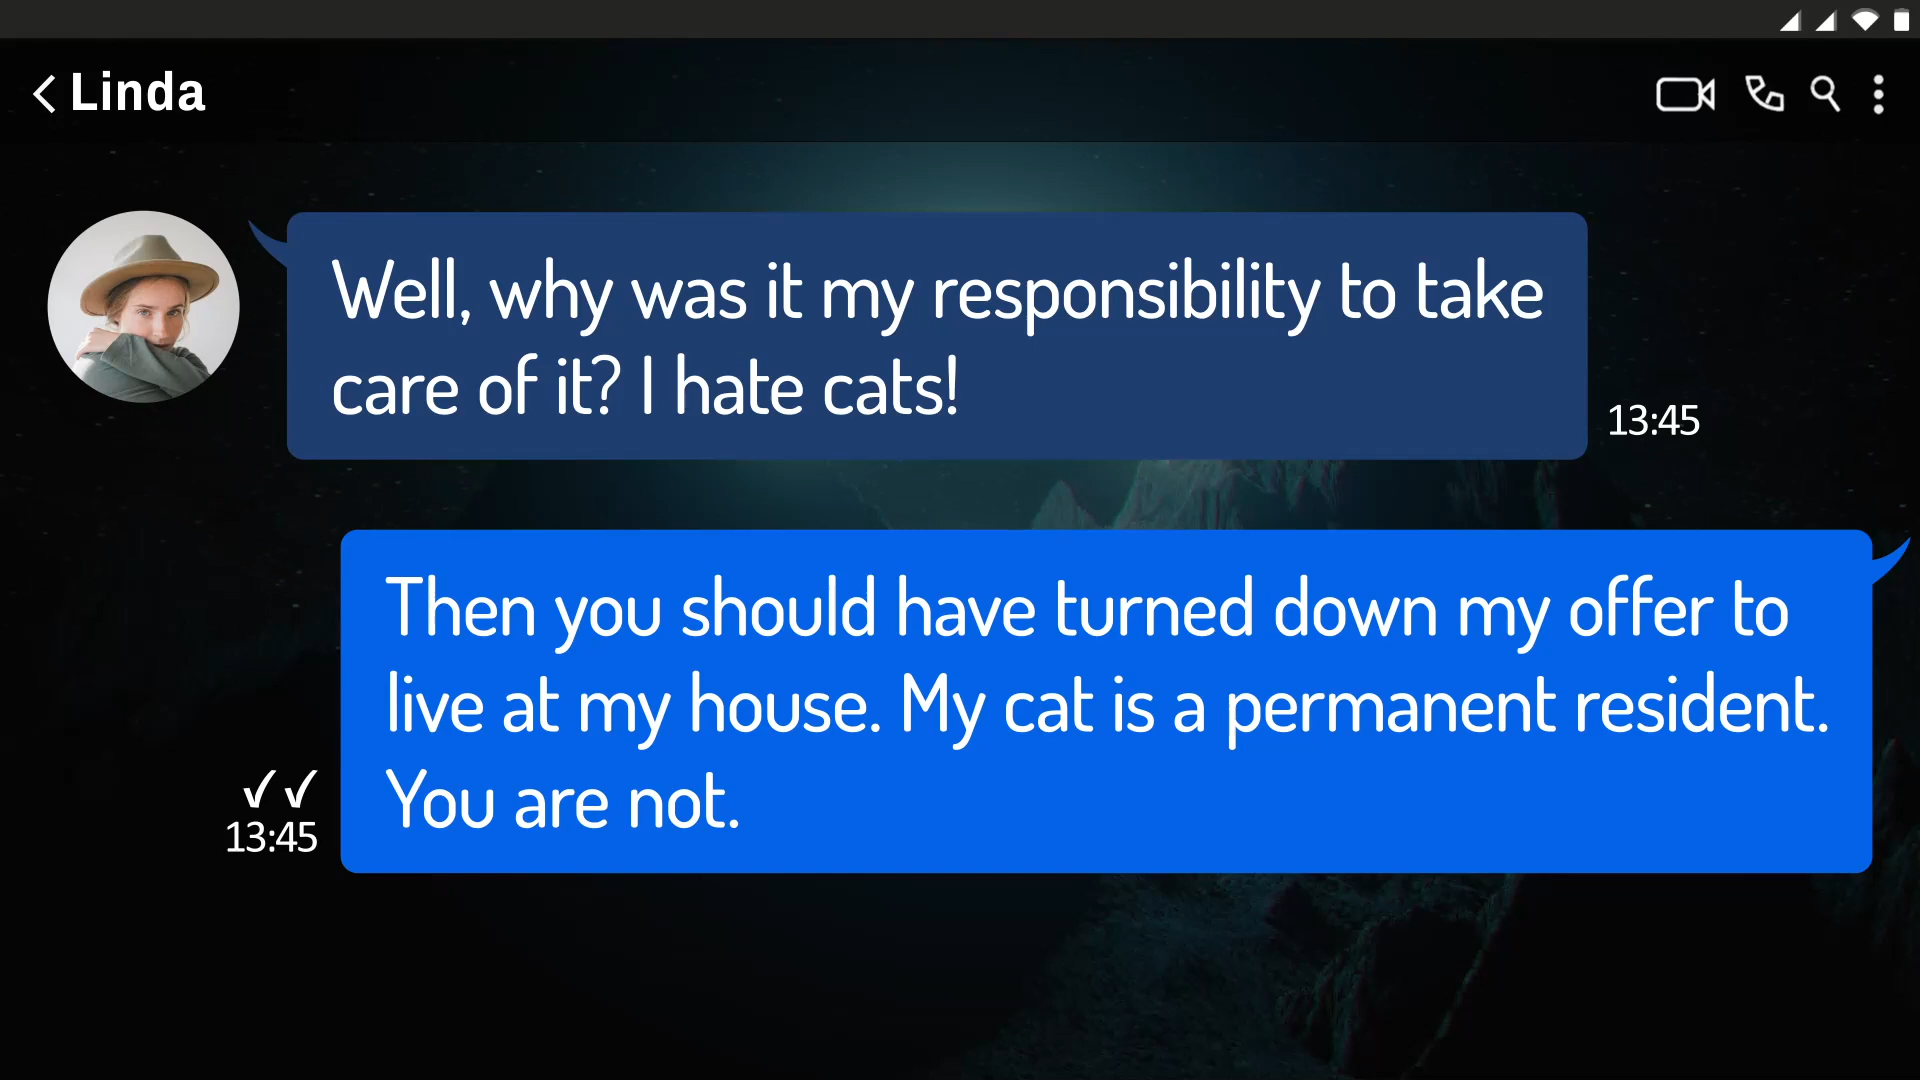 Linda
Well, why was it my responsibility to take
care of it? I hate cats!
13:45
Then you should have turned down my offer to
live at my house. My cat is a permanent resident.
You are not.
✓✓
13:45